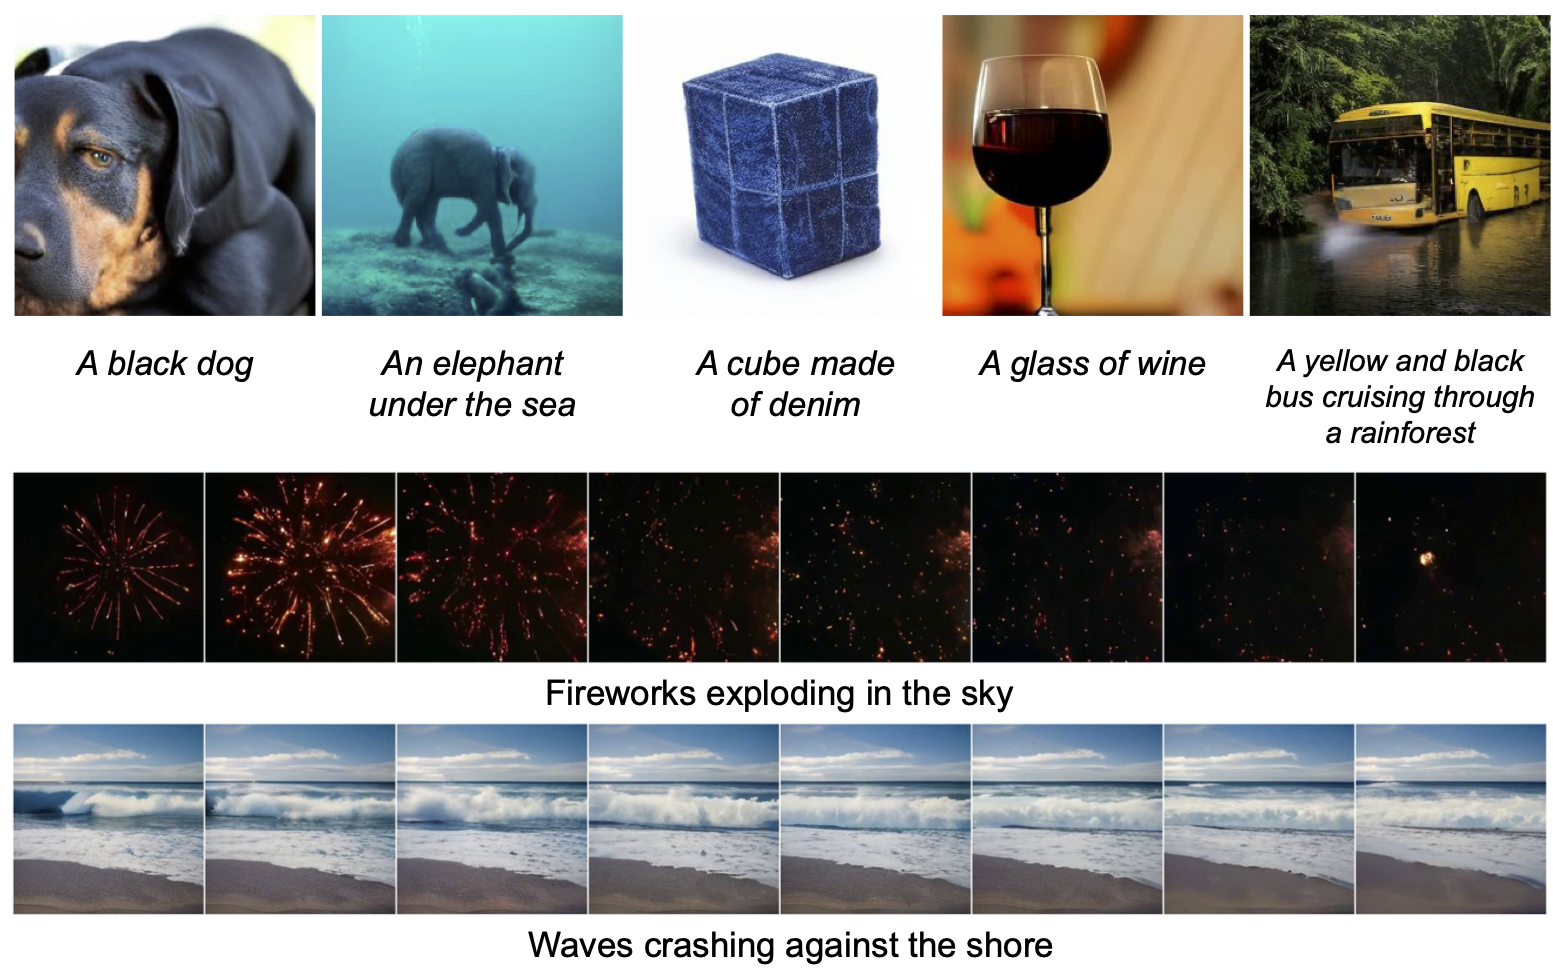 A black dog
An elephant
under the sea
A cube made
of denim
A glass of wine
A yellow and black
bus cruising through
a rainforest
Fireworks exploding in the sky
Waves crashing against the shore